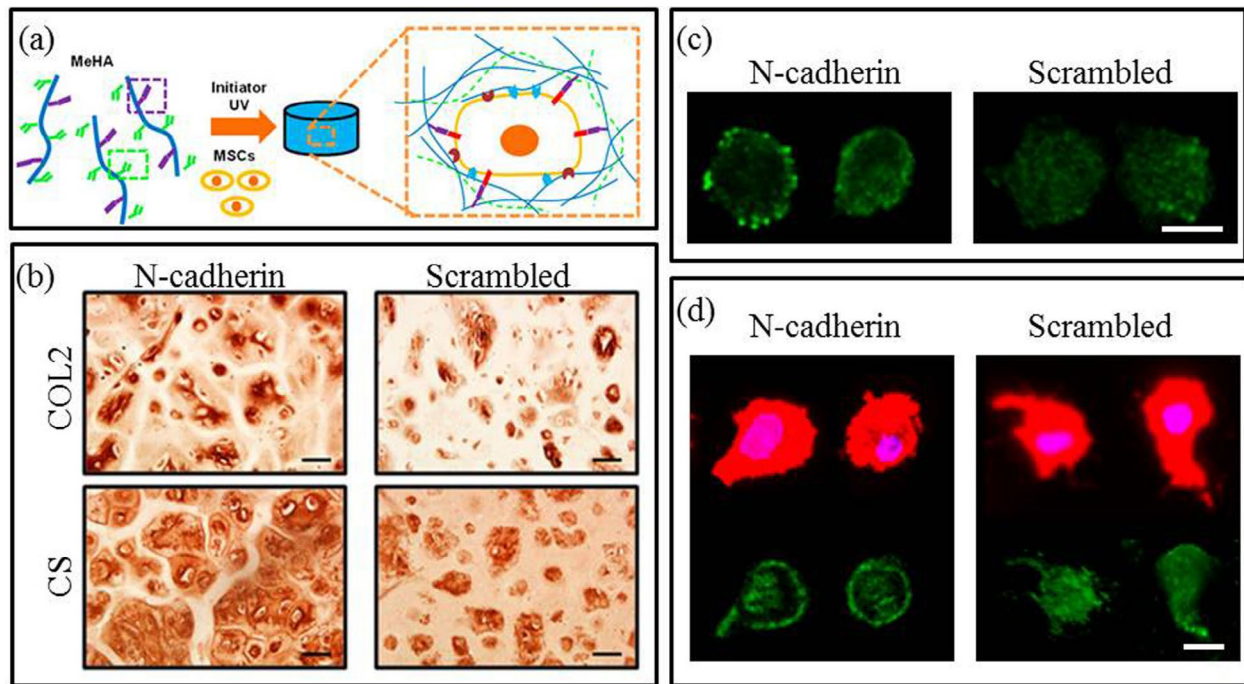 (a)
MeHA
Initiator
UV
MSCs
(b)
N-cadherin
Scrambled
COL2
CS
(c)
N-cadherin
Scrambled
(d)
N-cadherin
Scrambled